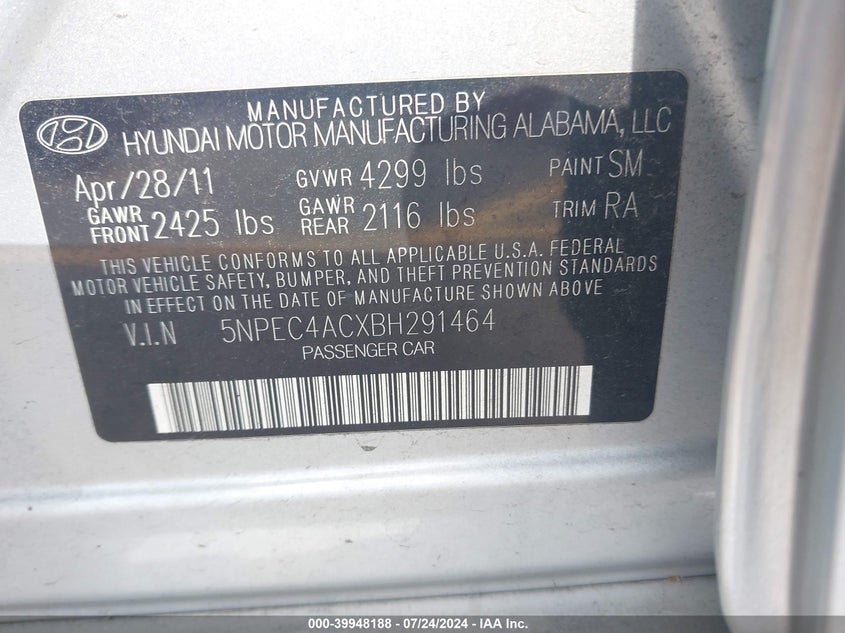 MANUFACTURED BY
HYUNDAI MOTOR MANUFACTURING ALABAMA, LLC
Apr/28/11 GVWR 4299 lbs PAINT SM
GAWR FRONT 2425 lbs GAWR REAR 2116 lbs TRIM RA
THIS VEHICLE CONFORMS TO ALL APPLICABLE U.S.A. FEDERAL
MOTOR VEHICLE SAFETY, BUMPER, AND THEFT PREVENTION STANDARDS
IN EFFECT ON THE DATE OF MANUFACTURE SHOWN ABOVE
V.I.N 5NPEC4ACXBH291464
PASSENGER CAR
000-39948188 - 07/24/2024 - IAA Inc.